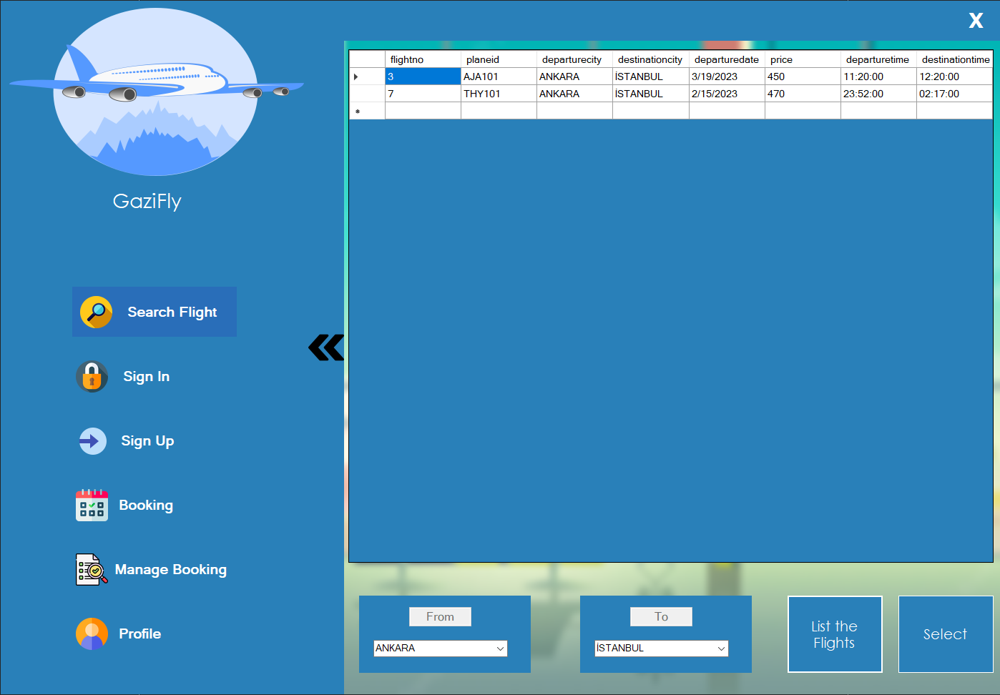 X
GaziFly
Search Flight
Sign In
Sign Up
Booking
Manage Booking
Profile
flightno planeid departurecity destinationcity departuredate price departuretime destinationtime
3 AJA101 ANKARA İSTANBUL 3/19/2023 450 11:20:00 12:20:00
7 THY101 ANKARA İSTANBUL 2/15/2023 470 23:52:00 02:17:00
From
ANKARA
To
İSTANBUL
List the
Flights
Select